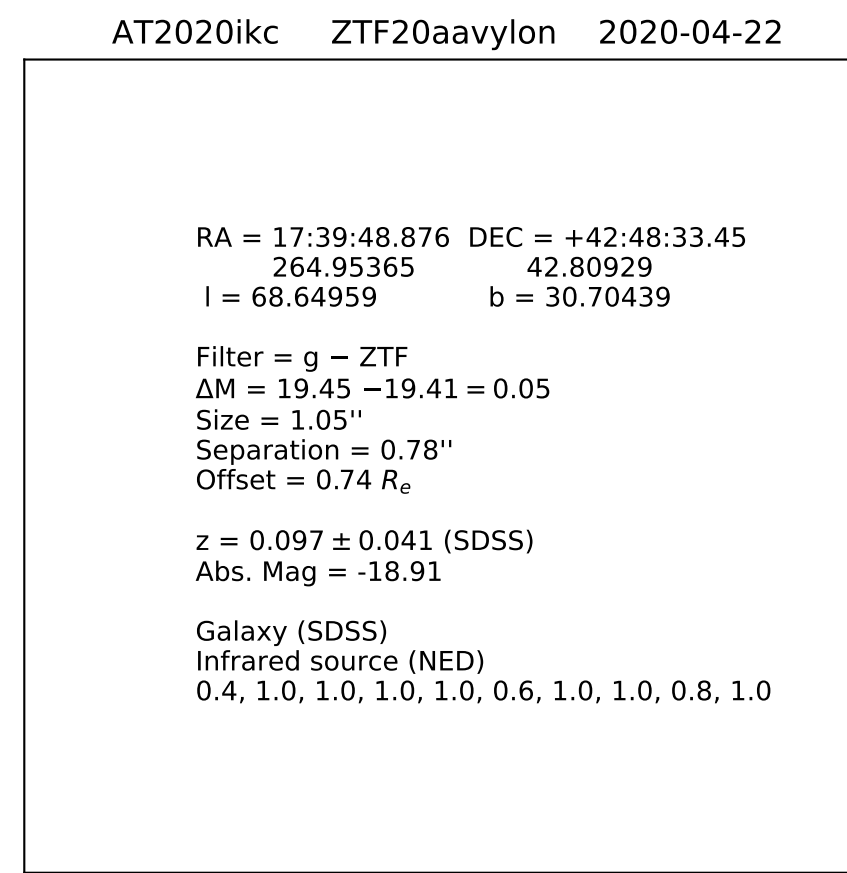 AT2020ikc ZTF20aavylon 2020-04-22
RA = 17:39:48.876 DEC = +42:48:33.45
264.95365 42.80929
l = 68.64959 b = 30.70439
Filter = g − ZTF
ΔM = 19.45 −19.41 = 0.05
Size = 1.05''
Separation = 0.78''
Offset = 0.74 Rₑ
z = 0.097 ± 0.041 (SDSS)
Abs. Mag = -18.91
Galaxy (SDSS)
Infrared source (NED)
0.4, 1.0, 1.0, 1.0, 1.0, 0.6, 1.0, 1.0, 0.8, 1.0